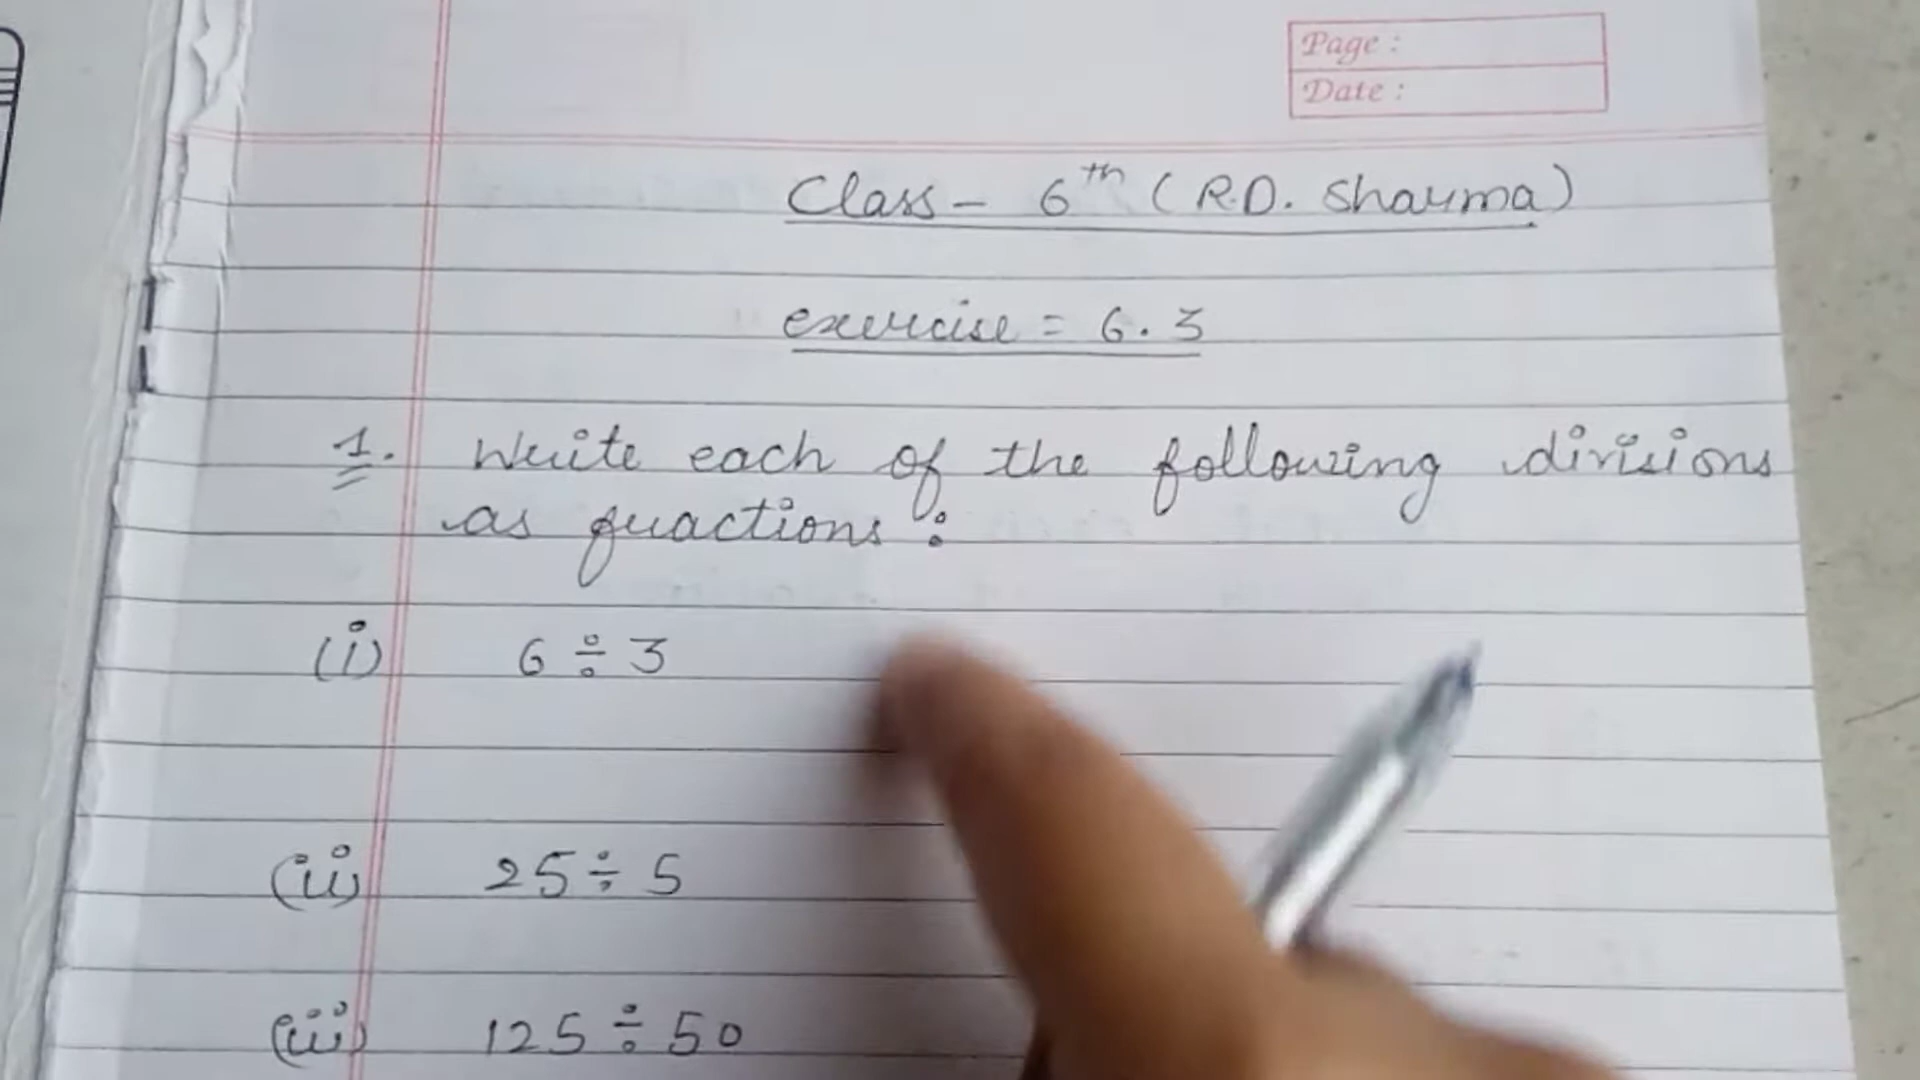 Page :
Date :
Class - 6th (R.D. Sharma)
exercise = 6.3
1. Write each of the following divisions
as fractions :
(i) 6 ÷ 3
(ii) 25 ÷ 5
(iii) 125 ÷ 50